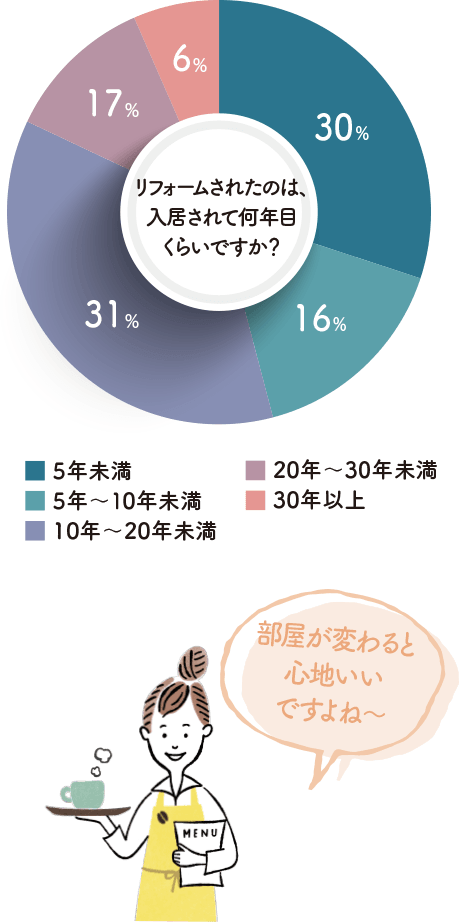 6%
30%
17%
リフォームされたのは、
入居されて何年目
くらいですか？
31%
16%
5年未満
5年〜10年未満
10年〜20年未満
20年〜30年未満
30年以上
部屋が変わると
心地いい
ですよね〜
MENU